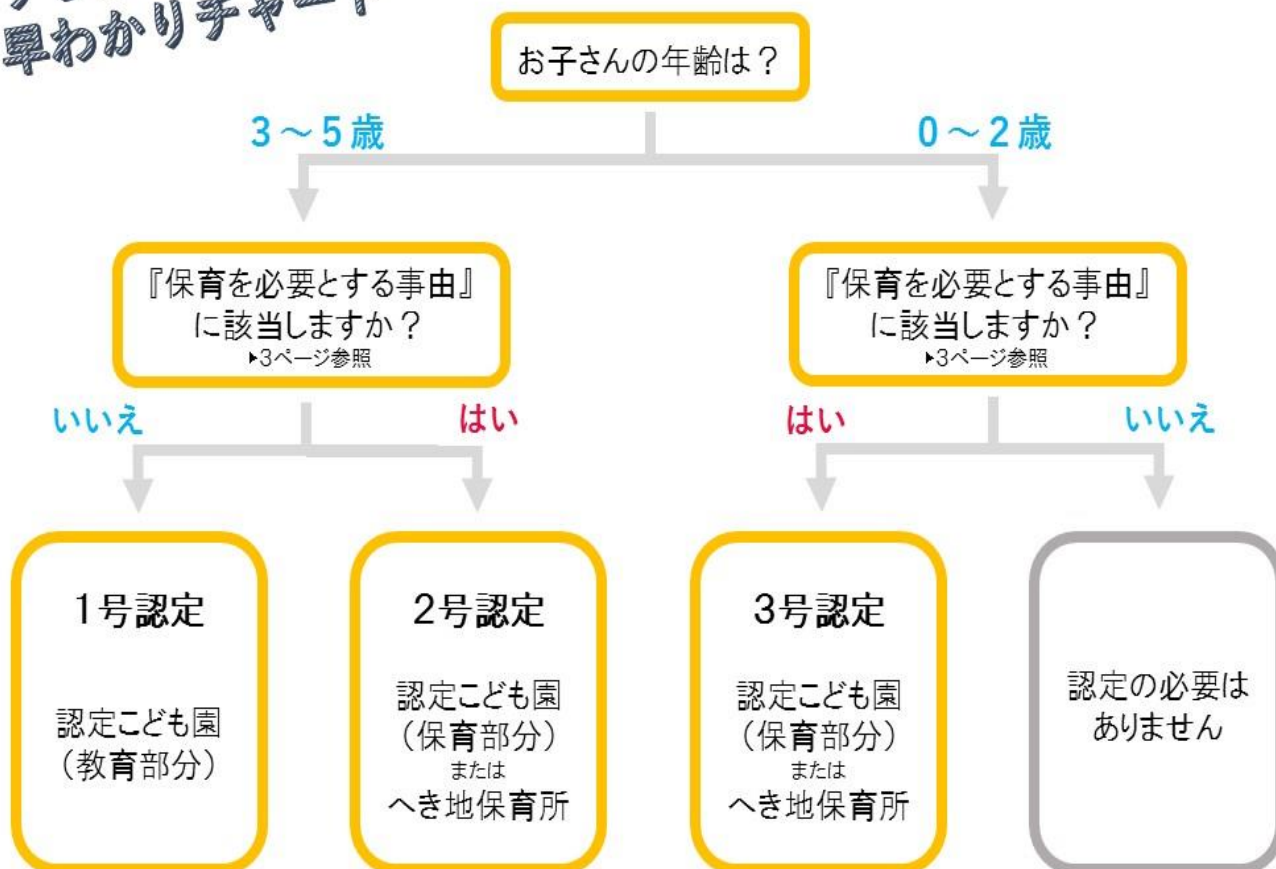 早わかりチャート
お子さんの年齢は？
3～5歳
0～2歳
『保育を必要とする事由』
に該当しますか？
▶3ページ参照
『保育を必要とする事由』
に該当しますか？
▶3ページ参照
いいえ
はい
はい
いいえ
1号認定
認定こども園
（教育部分）
2号認定
認定こども園
（保育部分）
または
へき地保育所
3号認定
認定こども園
（保育部分）
または
へき地保育所
認定の必要は
ありません